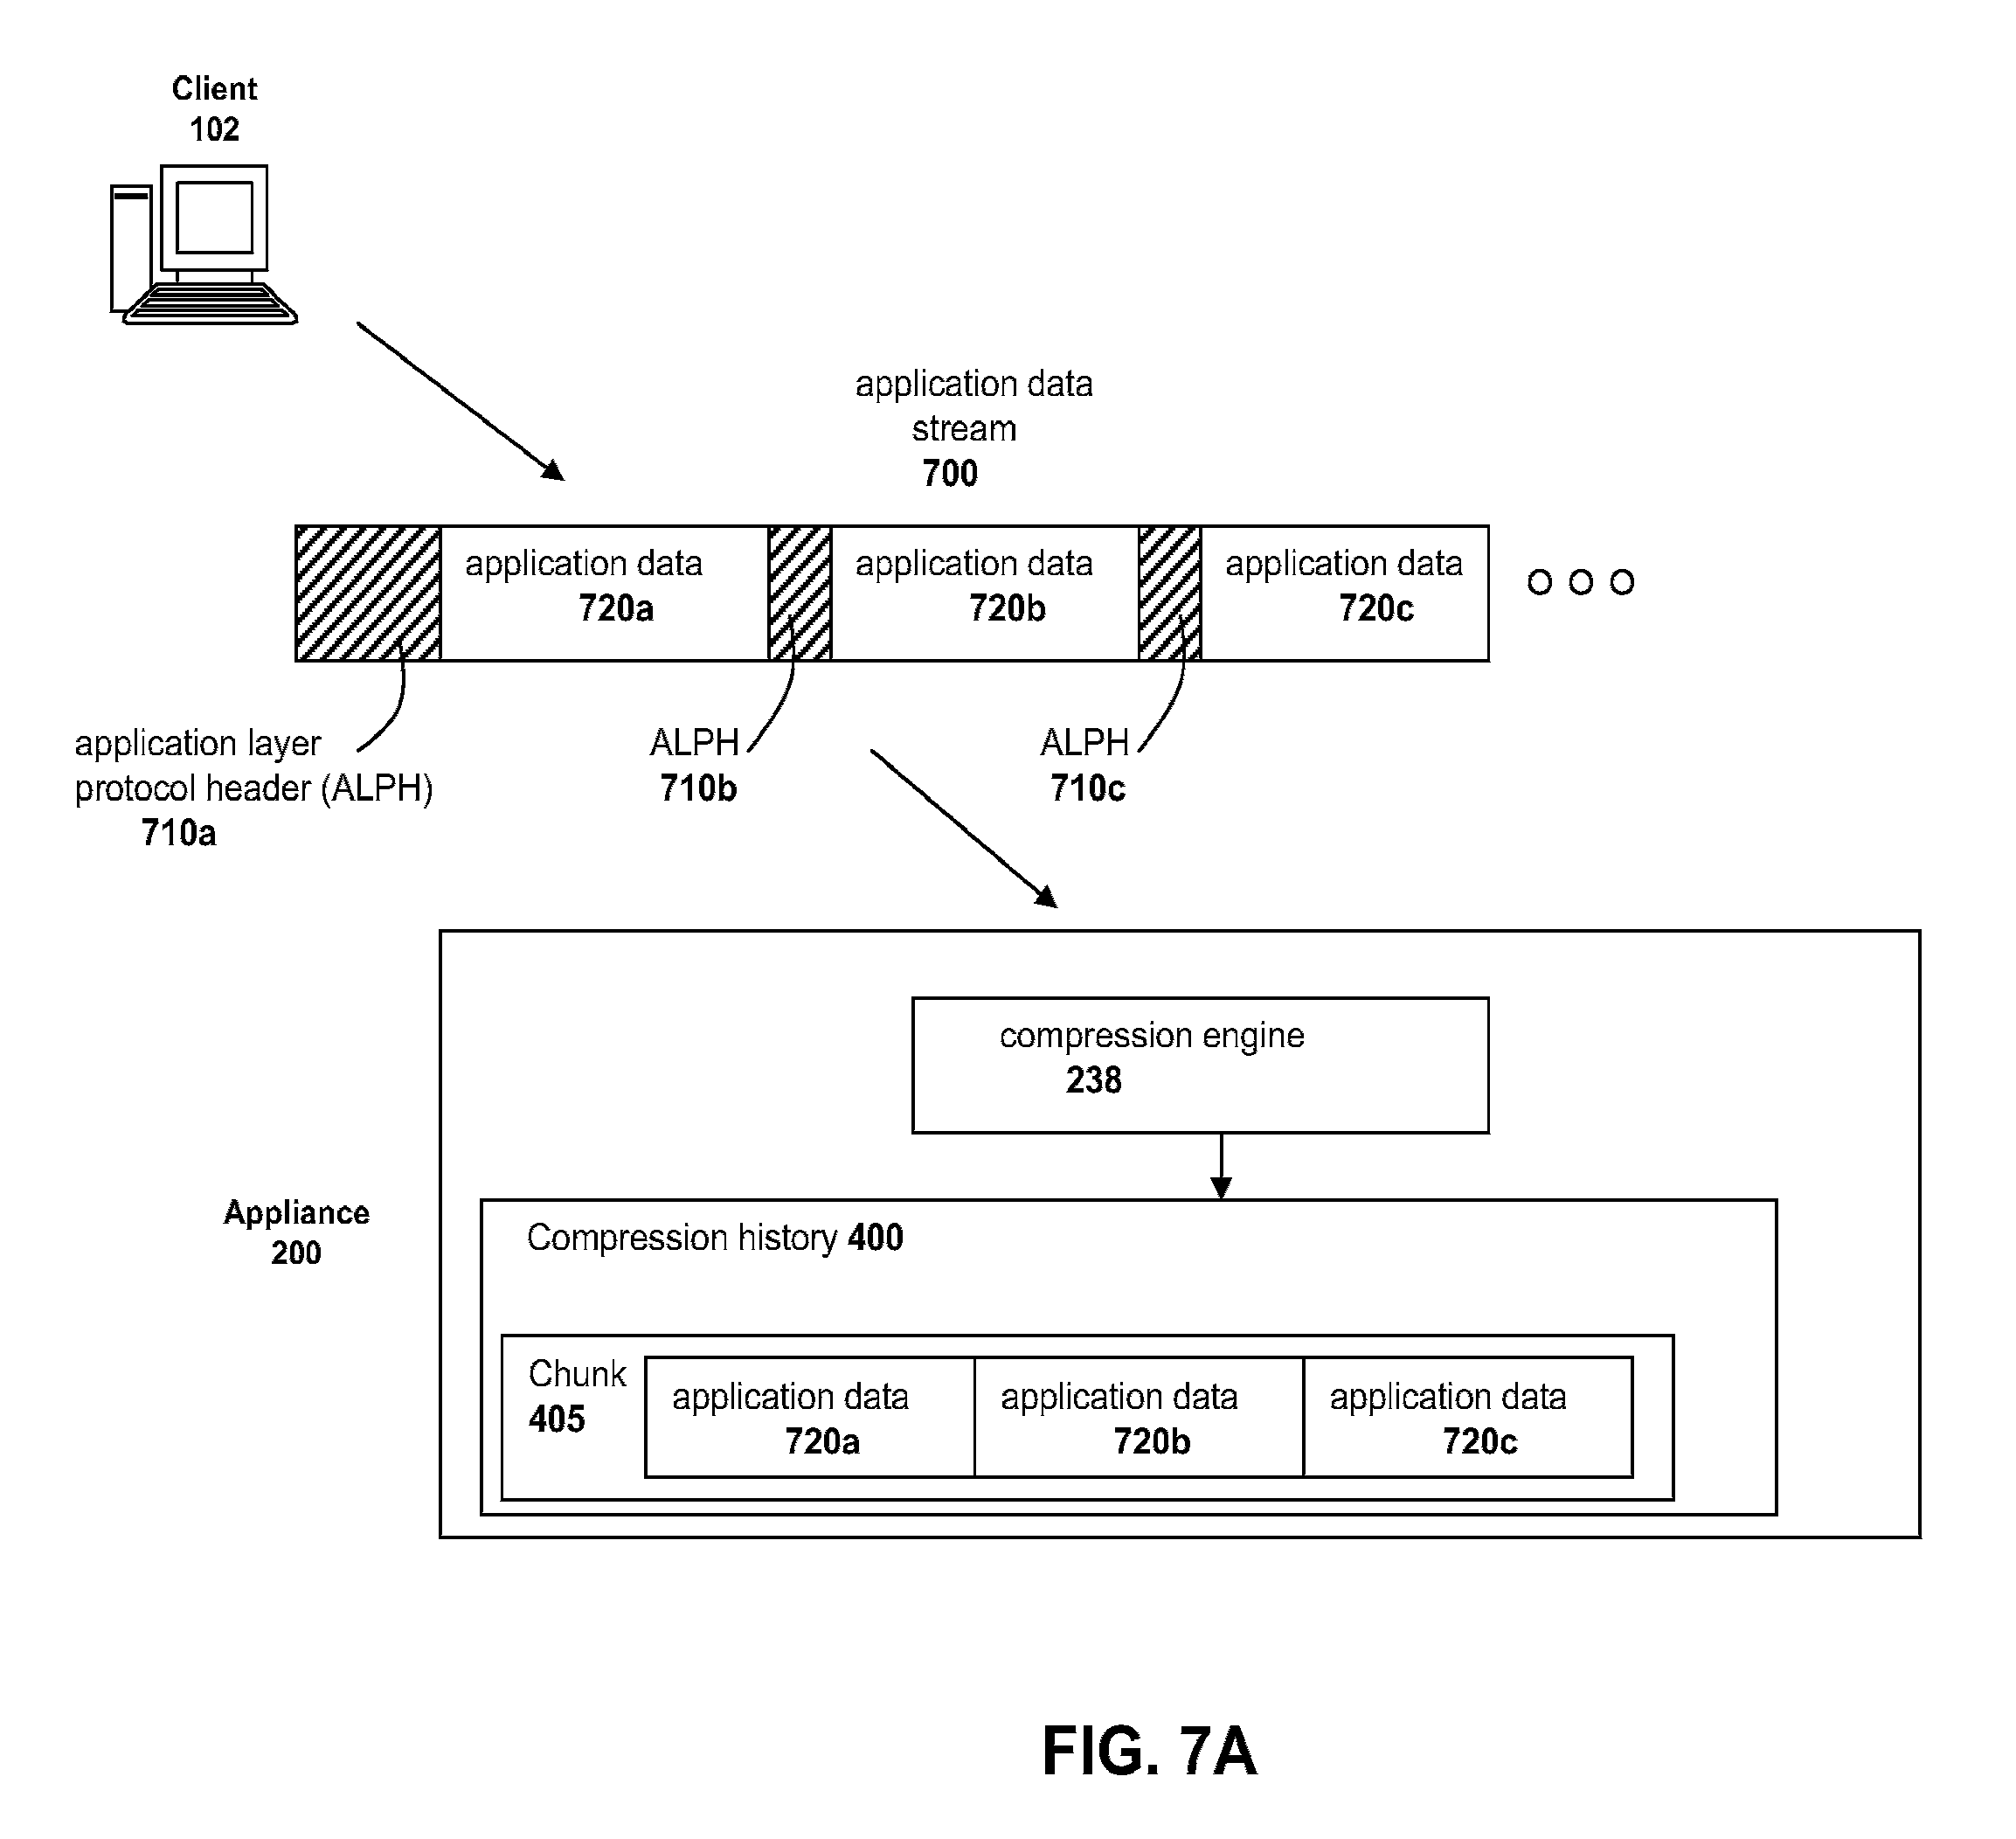 Client
102
application data
stream
700
application data
720a
application data
720b
application data
720c
application layer
protocol header (ALPH)
710a
ALPH
710b
ALPH
710c
compression engine
238
Appliance
200
Compression history 400
Chunk
405
application data
720a
application data
720b
application data
720c
FIG. 7A